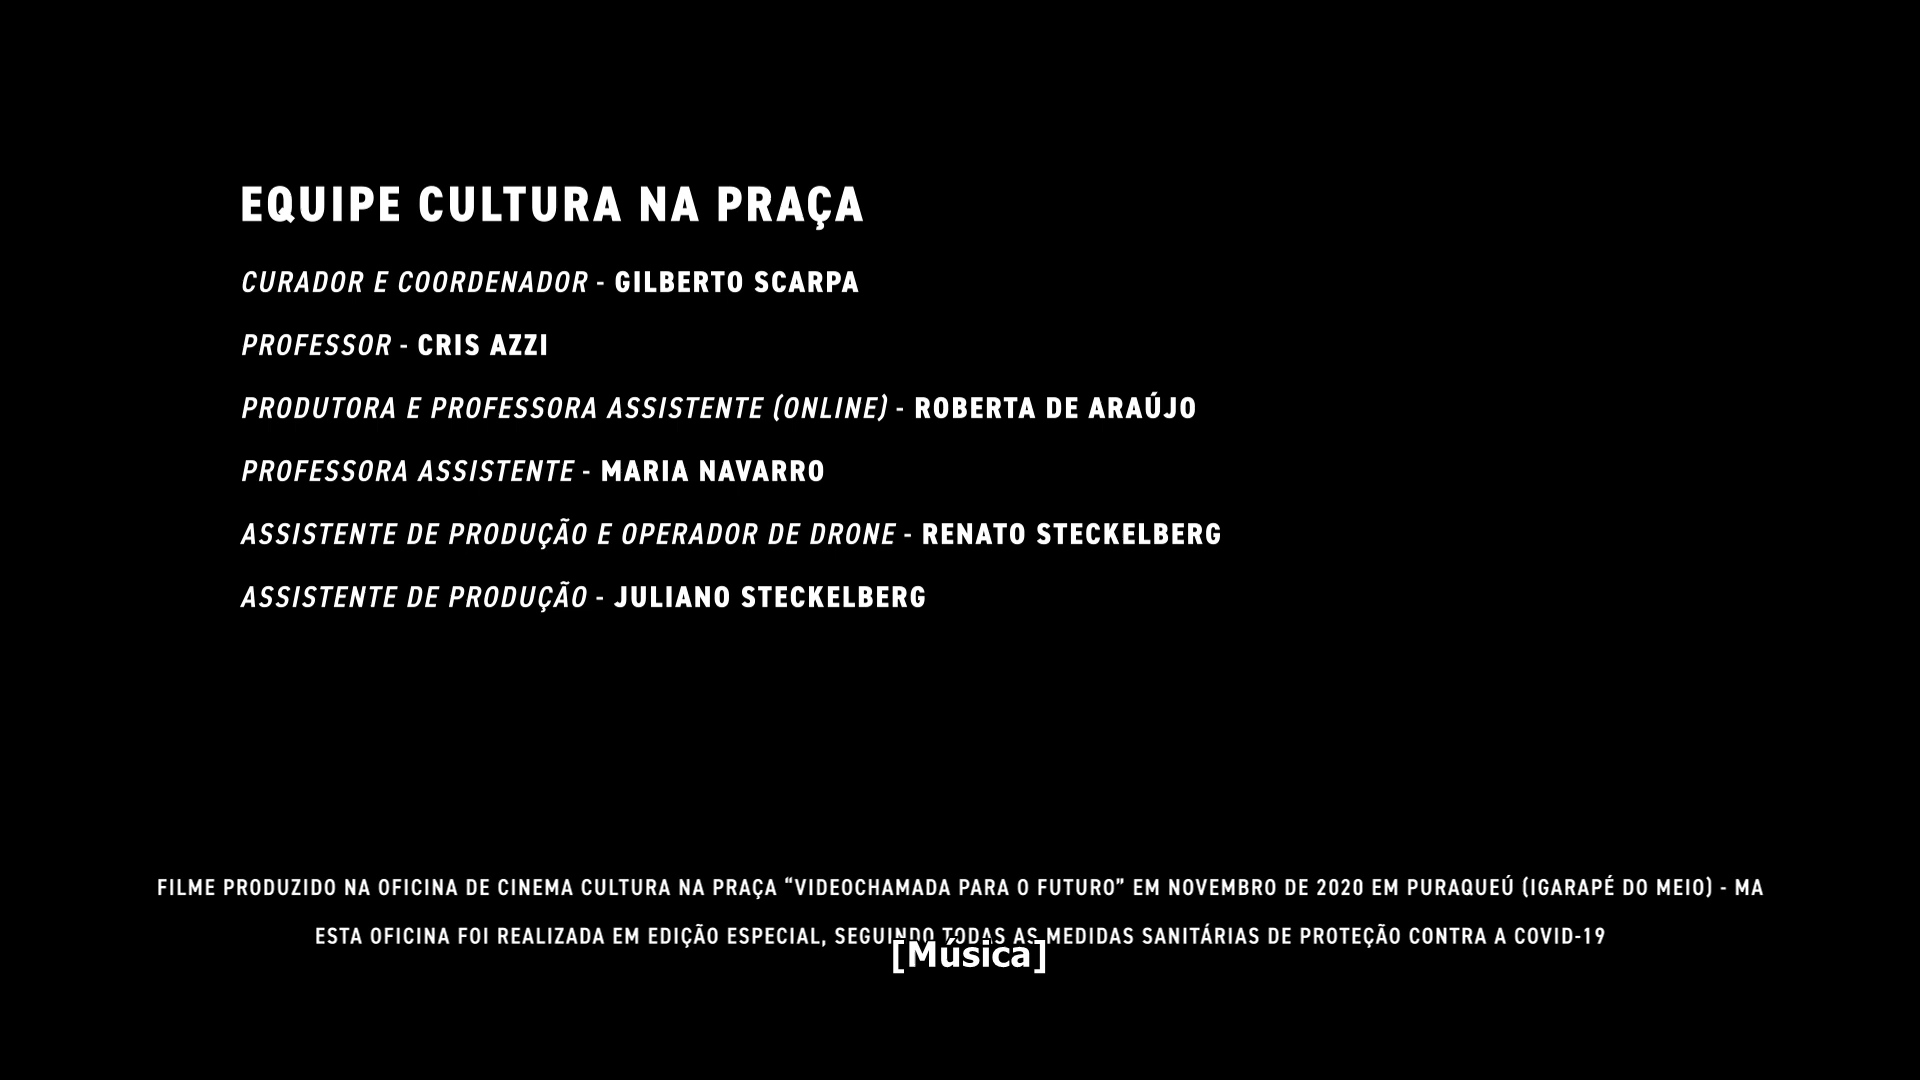 EQUIPE CULTURA NA PRAÇA
CURADOR E COORDENADOR - GILBERTO SCARPA
PROFESSOR - CRIS AZZI
PRODUTORA E PROFESSORA ASSISTENTE (ONLINE) - ROBERTA DE ARAÚJO
PROFESSORA ASSISTENTE - MARIA NAVARRO
ASSISTENTE DE PRODUÇÃO E OPERADOR DE DRONE - RENATO STECKELBERG
ASSISTENTE DE PRODUÇÃO - JULIANO STECKELBERG
FILME PRODUZIDO NA OFICINA DE CINEMA CULTURA NA PRAÇA “VIDEOCHAMADA PARA O FUTURO” EM NOVEMBRO DE 2020 EM PURAQUEÚ (IGARAPÉ DO MEIO) - MA
ESTA OFICINA FOI REALIZADA EM EDIÇÃO ESPECIAL, SEGUINDO TODAS AS MEDIDAS SANITÁRIAS DE PROTEÇÃO CONTRA A COVID-19
[Música]